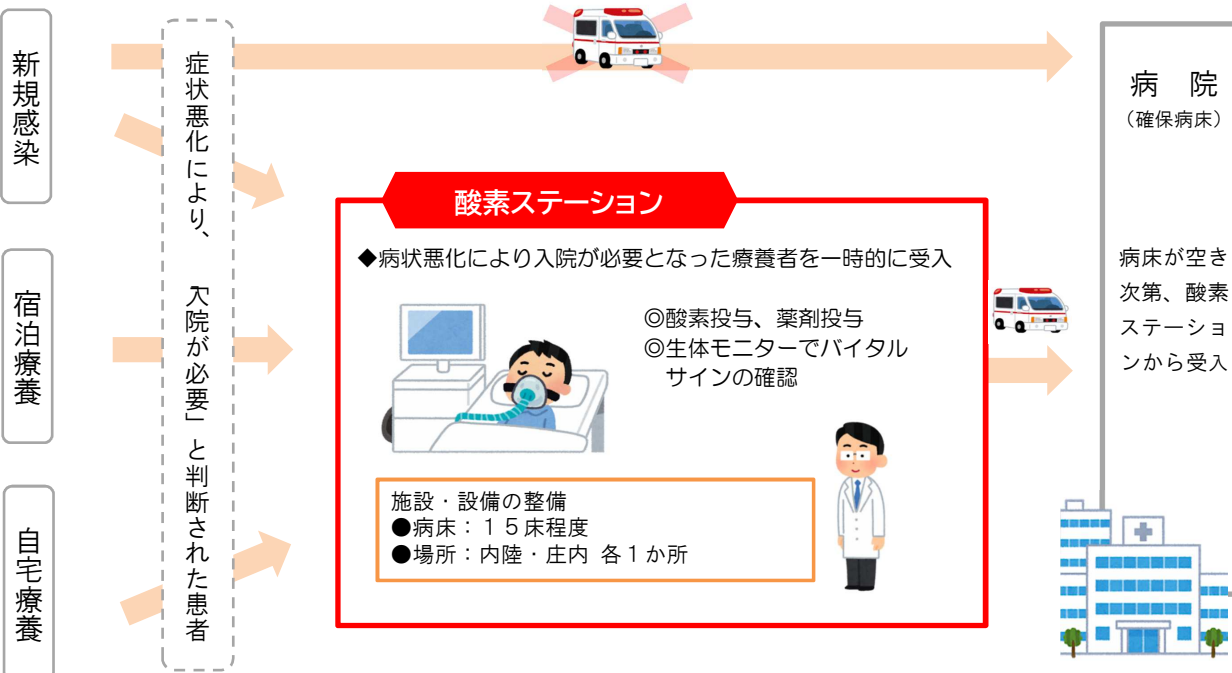 新規感染
宿泊療養
自宅療養
症状悪化により、「入院が必要」と判断された患者
酸素ステーション
◆病状悪化により入院が必要となった療養者を一時的に受入
◎酸素投与、薬剤投与
◎生体モニターでバイタル
サインの確認
施設・設備の整備
●病床：１５床程度
●場所：内陸・庄内 各１か所
病　院
（確保病床）
病床が空き
次第、酸素
ステーショ
ンから受入